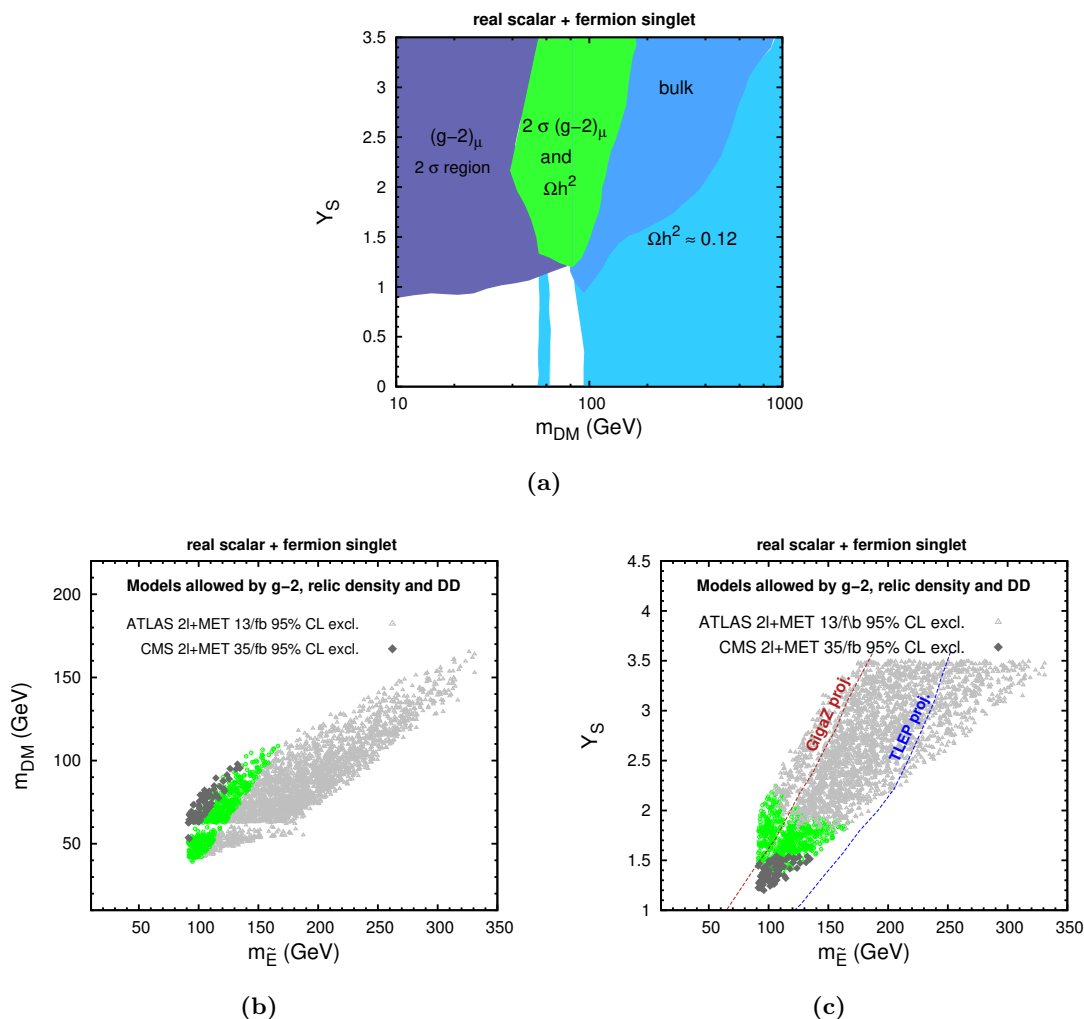 real scalar + fermion singlet
3.5
3
2.5
2
1.5
1
0.5
0
Y_S
(g−2)_μ
2 σ region
2 σ (g−2)_μ
and
Ωh²
bulk
Ωh² ≈ 0.12
10
100
1000
m_DM (GeV)
(a)
real scalar + fermion singlet
Models allowed by g−2, relic density and DD
ATLAS 2l+MET 13/fb 95% CL excl.
CMS 2l+MET 35/fb 95% CL excl.
200
150
100
50
m_DM (GeV)
50
100
150
200
250
300
350
m_Ẽ (GeV)
(b)
real scalar + fermion singlet
Models allowed by g−2, relic density and DD
ATLAS 2l+MET 13/f\b 95% CL excl.
CMS 2l+MET 35/fb 95% CL excl.
GigaZ proj.
TLEP proj.
4.5
4
3.5
3
2.5
2
1.5
1
Y_S
50
100
150
200
250
300
350
m_Ẽ (GeV)
(c)